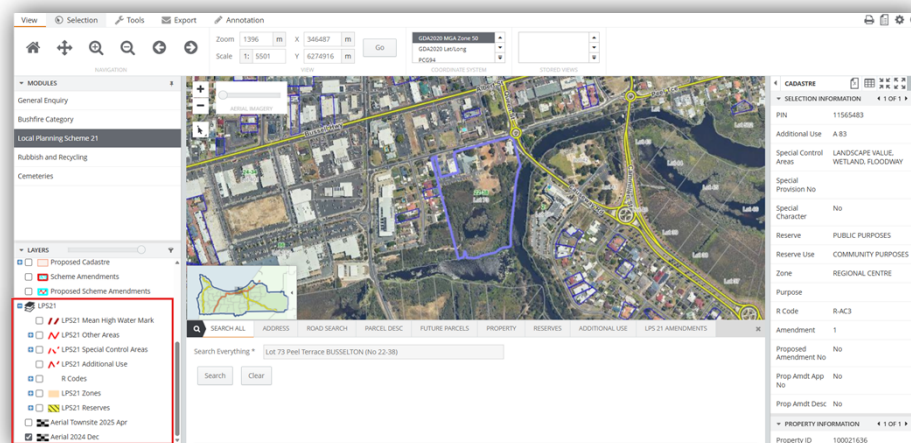 View
Selection
Tools
Export
Annotation
Zoom 1396 m X 346487 m
Go
Scale 1: 5501 Y 6274916 m
GDA2020 MGA Zone 50
GDA2020 Lat/Long
PCG94
NAVIGATION
VIEW
COORDINATE SYSTEM
STORED VIEWS
MODULES
General Enquiry
Bushfire Category
Local Planning Scheme 21
Rubbish and Recycling
Cemeteries
LAYERS
Proposed Cadastre
Scheme Amendments
Proposed Scheme Amendments
LPS21
LPS21 Mean High Water Mark
LPS21 Other Areas
LPS21 Special Control Areas
LPS21 Additional Use
R Codes
LPS21 Zones
LPS21 Reserves
Aerial Townsite 2025 Apr
Aerial 2024 Dec
AERIAL IMAGERY
Lot 73
SEARCH ALL ADDRESS ROAD SEARCH PARCEL DESC FUTURE PARCELS PROPERTY RESERVES ADDITIONAL USE LPS 21 AMENDMENTS
Search Everything * Lot 73 Peel Terrace BUSSELTON (No 22-38)
Search Clear
CADASTRE
SELECTION INFORMATION 1 OF 1
PIN 11565483
Additional Use A 83
Special Control LANDSCAPE VALUE,
Areas WETLAND, FLOODWAY
Special
Provision No
Special No
Character
Reserve PUBLIC PURPOSES
Reserve Use COMMUNITY PURPOSES
Zone REGIONAL CENTRE
Purpose
R Code R-AC3
Amendment 1
Proposed No
Amendment No
Prop Amdt App No
No
Prop Amdt Desc No
PROPERTY INFORMATION 1 OF 1
Property ID 100021636